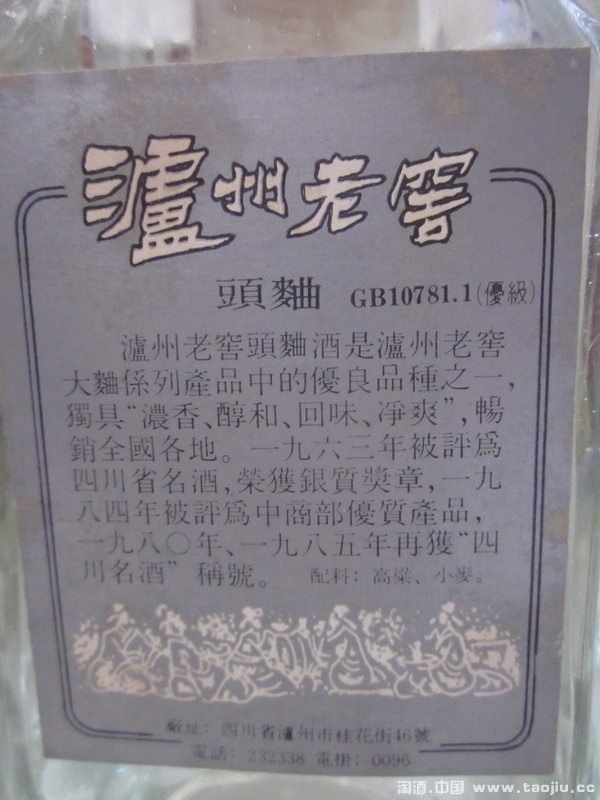 瀘州老窖
頭麯 GB10781.1(優級)
瀘州老窖頭麯酒是瀘州老窖
大麯係列產品中的優良品種之一，
獨具“濃香、醇和、回味、凈爽”，暢
銷全國各地。一九六三年被評爲
四川省名酒，榮獲銀質奬章，一九
八四年被評爲中商部優質產品，
一九八〇年、一九八五年再獲“四
川名酒”稱號。 配料：高梁、小麥。
廠址：四川省瀘州市桂花街46號
電話：232338 電掛：0096
淘酒.中国 www.taojiu.cc